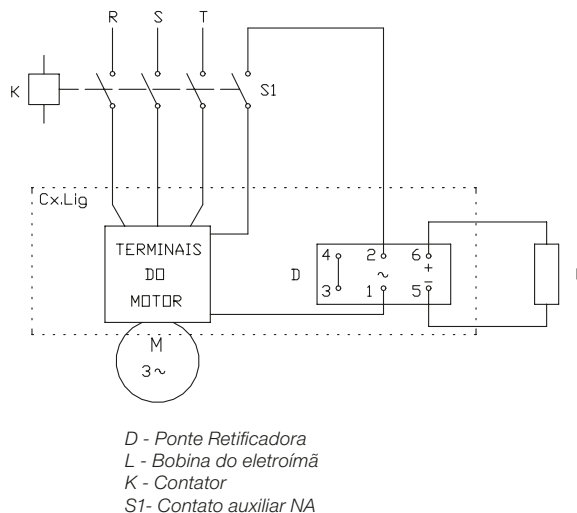 R S T
K
S1
Cx.Lig
TERMINAIS
DO
MOTOR
D
4 2 6
~ +
3 1 5 −
M
3~
D - Ponte Retificadora
L - Bobina do eletroímã
K - Contator
S1- Contato auxiliar NA